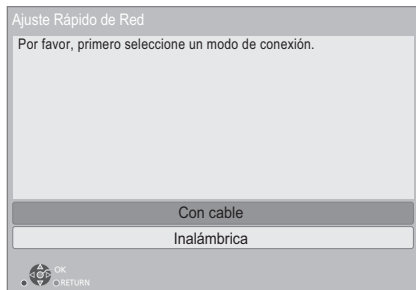 Ajuste Rápido de Red
Por favor, primero seleccione un modo de conexión.
Con cable
Inalámbrica
OK
RETURN